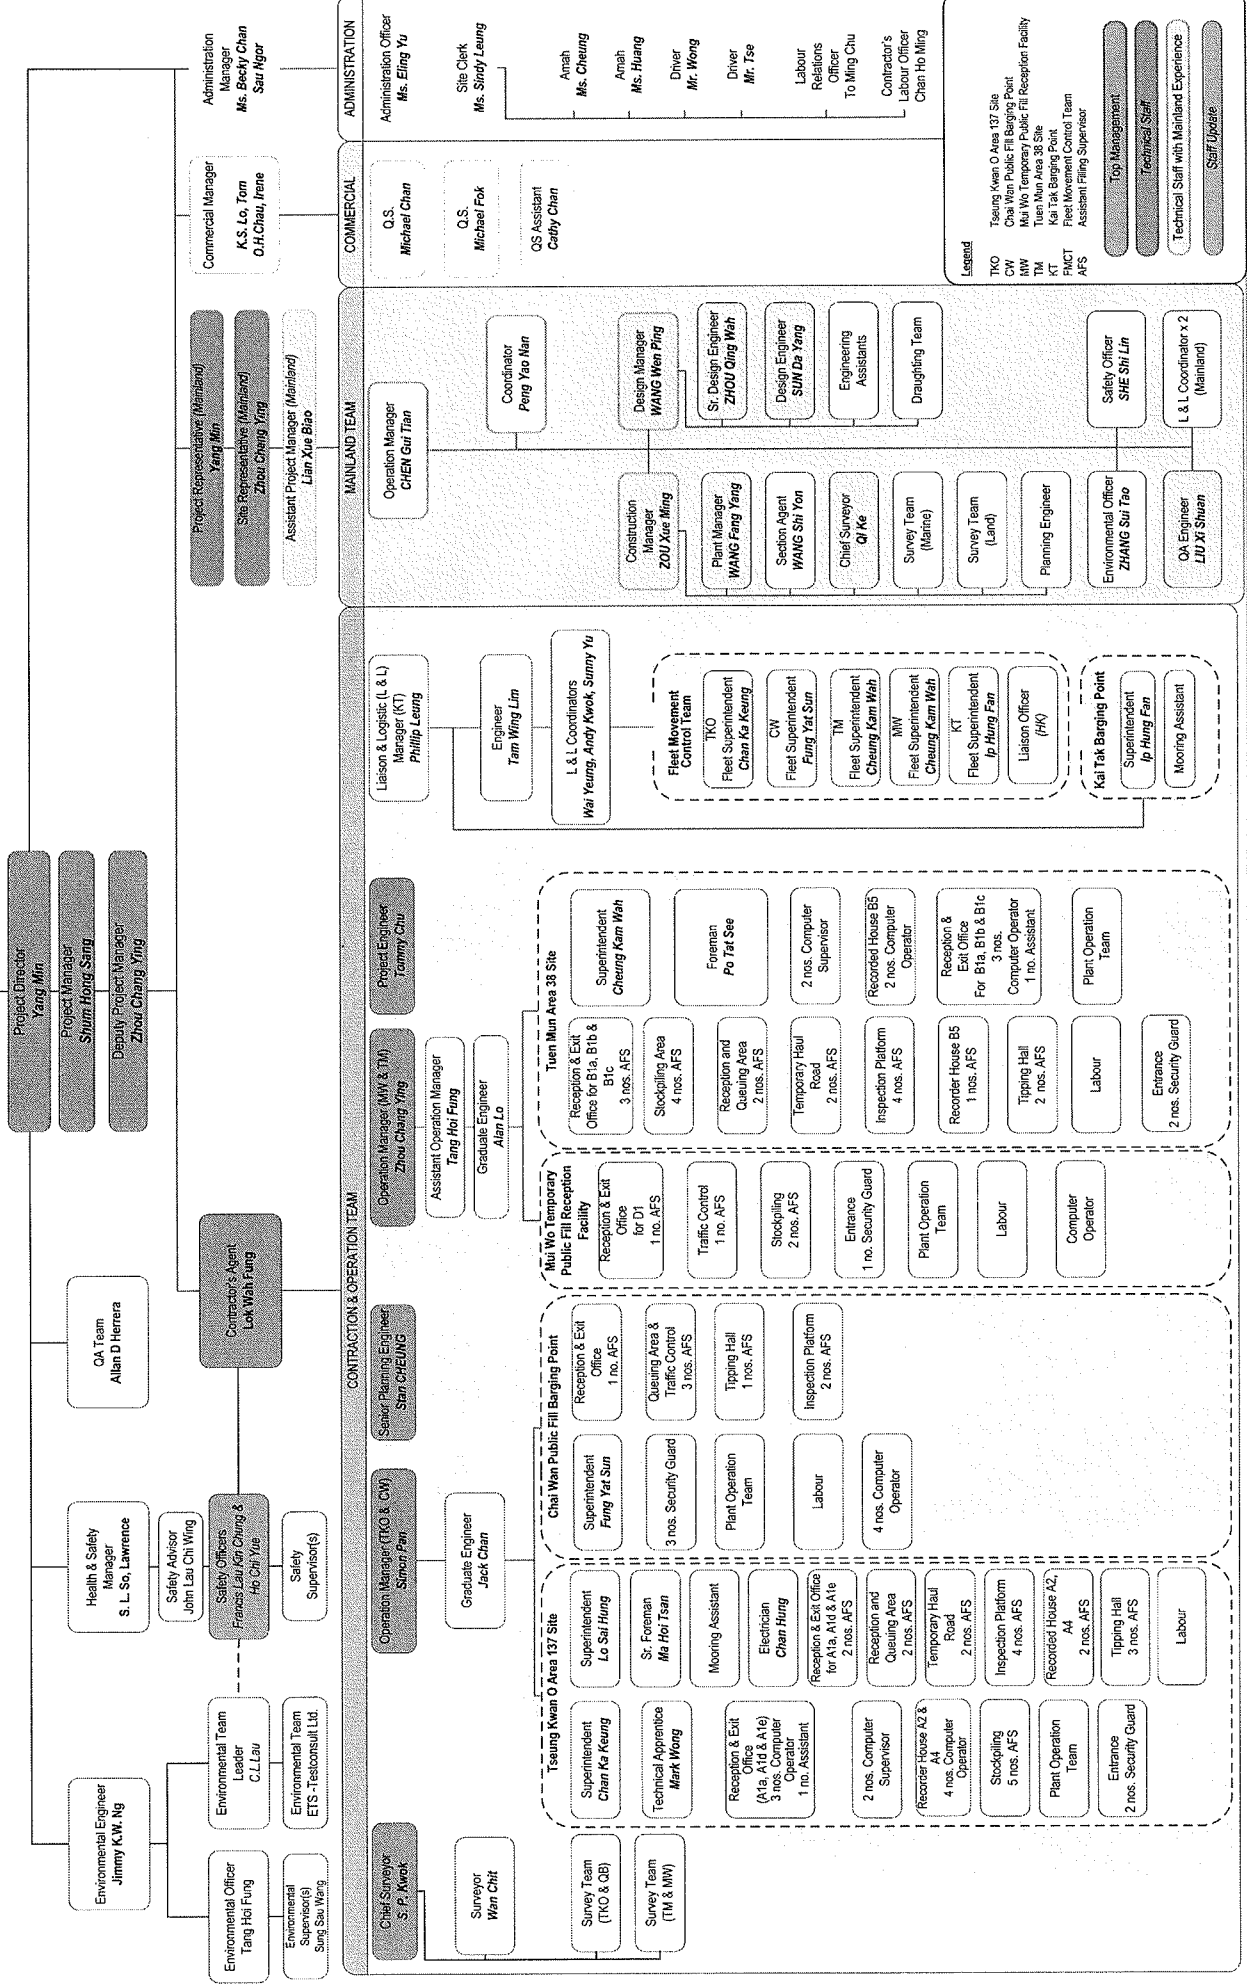 Project Director
Yang Min
Project Manager
Shum Hong Sang
Deputy Project Manager
Zhou Chang Ying
Environmental Engineer
Jimmy K.W. Ng
Health & Safety
Manager
S. L. So, Lawrence
QA Team
Allan D Herrera
Environmental Officer
Tang Hoi Fung
Environmental
Supervisor(s)
Sung Sau Wang
Environmental Team
Leader
C.L.Lau
Environmental Team
ETS -Testconsult Ltd.
Safety Advisor
John Lau Chi Wing
Safety Officers
Francis Lau Kin Chung &
Ho Chi Yue
Safety
Supervisor(s)
Contractor's Agent
Lok Wah Fung
Project Representative (Mainland)
Yang Min
Site Representative (Mainland)
Zhou Cheng Ying
Assistant Project Manager (Mainland)
Lian Xue Biao
Commercial Manager
K.S. Lo, Tom
O.H.Chau, Irene
Administration
Manager
Ms. Becky Chan
Sau Ngor
CONTRACTION & OPERATION TEAM
MAINLAND TEAM
COMMERCIAL
ADMINISTRATION
Chief Surveyor
S. P. Kwok
Surveyor
Wan Chit
Survey Team
(TKO & QB)
Survey Team
(TM & MW)
Operation Manager (TKO & CW)
Simon Pan
Graduate Engineer
Jack Chan
Senior Planning Engineer
Stan CHEUNG
Operation Manager (MW & TM)
Zhou Chang Ying
Assistant Operation Manager
Tang Hoi Fung
Graduate Engineer
Alan Lo
Project Engineer
Tommy Chu
Tseung Kwan O Area 137 Site
Superintendent
Chan Ka Keung
Technical Apprentice
Mark Wong
Reception & Exit
Office
(A1a, A1d & A1e)
3 nos. Computer
Operator
1 no. Assistant
2 nos. Computer
Supervisor
Recorder House A2 &
A4
4 nos. Computer
Operator
Stockpiling
5 nos. AFS
Plant Operation
Team
Entrance
2 nos. Security Guard
Superintendent
Lo Sai Hung
Sr. Foreman
Ma Hoi Tsan
Mooring Assistant
Electrician
Chan Hung
Reception & Exit Office
for A1a, A1d & A1e
2 nos. AFS
Reception and
Queuing Area
2 nos. AFS
Temporary Haul
Road
2 nos. AFS
Inspection Platform
4 nos. AFS
Recorded House A2,
A4
2 nos. AFS
Tipping Hall
3 nos. AFS
Labour
Chai Wan Public Fill Barging Point
Superintendent
Fung Yat Sun
3 nos. Security Guard
Plant Operation
Team
Labour
4 nos. Computer
Operator
Reception & Exit
Office
1 no. AFS
Queuing Area &
Traffic Control
3 nos. AFS
Tipping Hall
1 nos. AFS
Inspection Platform
2 nos. AFS
Mui Wo Temporary
Public Fill Reception
Facility
Reception & Exit
Office
for D1
1 no. AFS
Traffic Control
1 no. AFS
Stockpiling
2 nos. AFS
Entrance
1 no. Security Guard
Plant Operation
Team
Labour
Computer
Operator
Tuen Mun Area 38 Site
Reception & Exit
Office for B1a, B1b &
B1c
3 nos. AFS
Stockpiling Area
4 nos. AFS
Reception and
Queuing Area
2 nos. AFS
Temporary Haul
Road
2 nos. AFS
Inspection Platform
4 nos. AFS
Recorder House B5
1 nos. AFS
Tipping Hall
2 nos. AFS
Labour
Entrance
2 nos. Security Guard
Superintendent
Cheung Kam Wah
Foreman
Po Tat See
2 nos. Computer
Supervisor
Recorded House B5
2 nos. Computer
Operator
Reception &
Exit Office
For B1a, B1b & B1c
3 nos.
Computer Operator
1 no. Assistant
Plant Operation
Team
Liaison & Logistic (L & L)
Manager (KT)
Phillip Leung
Engineer
Tam Wing Lim
L & L Coordinators
Wai Yeung, Andy Kwok, Sunny Yu
Fleet Movement
Control Team
TKO
Fleet Superintendent
Chan Ka Keung
CW
Fleet Superintendent
Fung Yat Sun
TM
Fleet Superintendent
Cheung Kam Wah
MW
Fleet Superintendent
Cheung Kam Wah
KT
Fleet Superintendent
Ip Hung Fan
Liaison Officer
(HK)
Kai Tak Barging Point
Superintendent
Ip Hung Fan
Mooring Assistant
Operation Manager
CHEN Gui Tian
Coordinator
Peng Yao Nan
Construction
Manager
ZOU Xue Ming
Plant Manager
WANG Fang Yang
Section Agent
WANG Shi Yon
Chief Surveyor
QI Ke
Survey Team
(Marine)
Survey Team
(Land)
Planning Engineer
Environmental Officer
ZHANG Sui Tao
QA Engineer
LIU Xi Shuan
Design Manager
WANG Wen Ping
Sr. Design Engineer
ZHOU Qing Wah
Design Engineer
SUN Da Yang
Engineering
Assistants
Draughting Team
Safety Officer
SHE Shi Lin
L & L Coordinator x 2
(Mainland)
Q.S.
Michael Chan
Q.S.
Michael Fok
QS Assistant
Cathy Chan
Administration Officer
Ms. Eling Yu
Site Clerk
Ms. Sindy Leung
Amah
Ms. Cheung
Amah
Ms. Huang
Driver
Mr. Wong
Driver
Mr. Tse
Labour
Relations
Officer
To Ming Chu
Contractor's
Labour Officer
Chan Ho Ming
Legend
TKO Tseung Kwan O Area 137 Site
CW Chai Wan Public Fill Barging Point
MW Mui Wo Temporary Public Fill Reception Facility
TM Tuen Mun Area 38 Site
KT Kai Tak Barging Point
FMCT Fleet Movement Control Team
AFS Assistant Filing Supervisor
Top Management
Technical Staff
Technical Staff with Mainland Experience
Staff Update